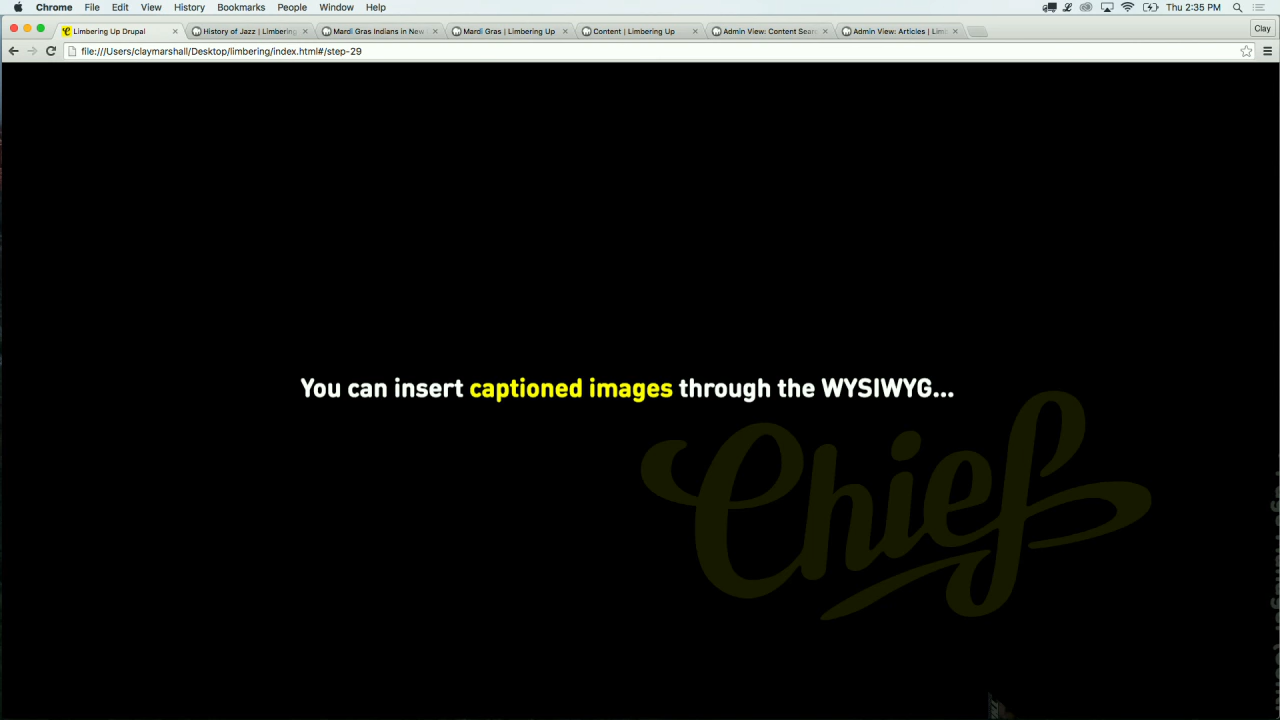 Chrome File Edit View History Bookmarks People Window Help Thu 2:35 PM
Limbering Up Drupal History of Jazz | Limbering Mardi Gras Indians in New Mardi Gras | Limbering Up Content | Limbering Up Admin View: Content Sear Admin View: Articles | Lim Clay
file:///Users/claymarshall/Desktop/limbering/index.html#/step-29
You can insert captioned images through the WYSIWYG...
Chief